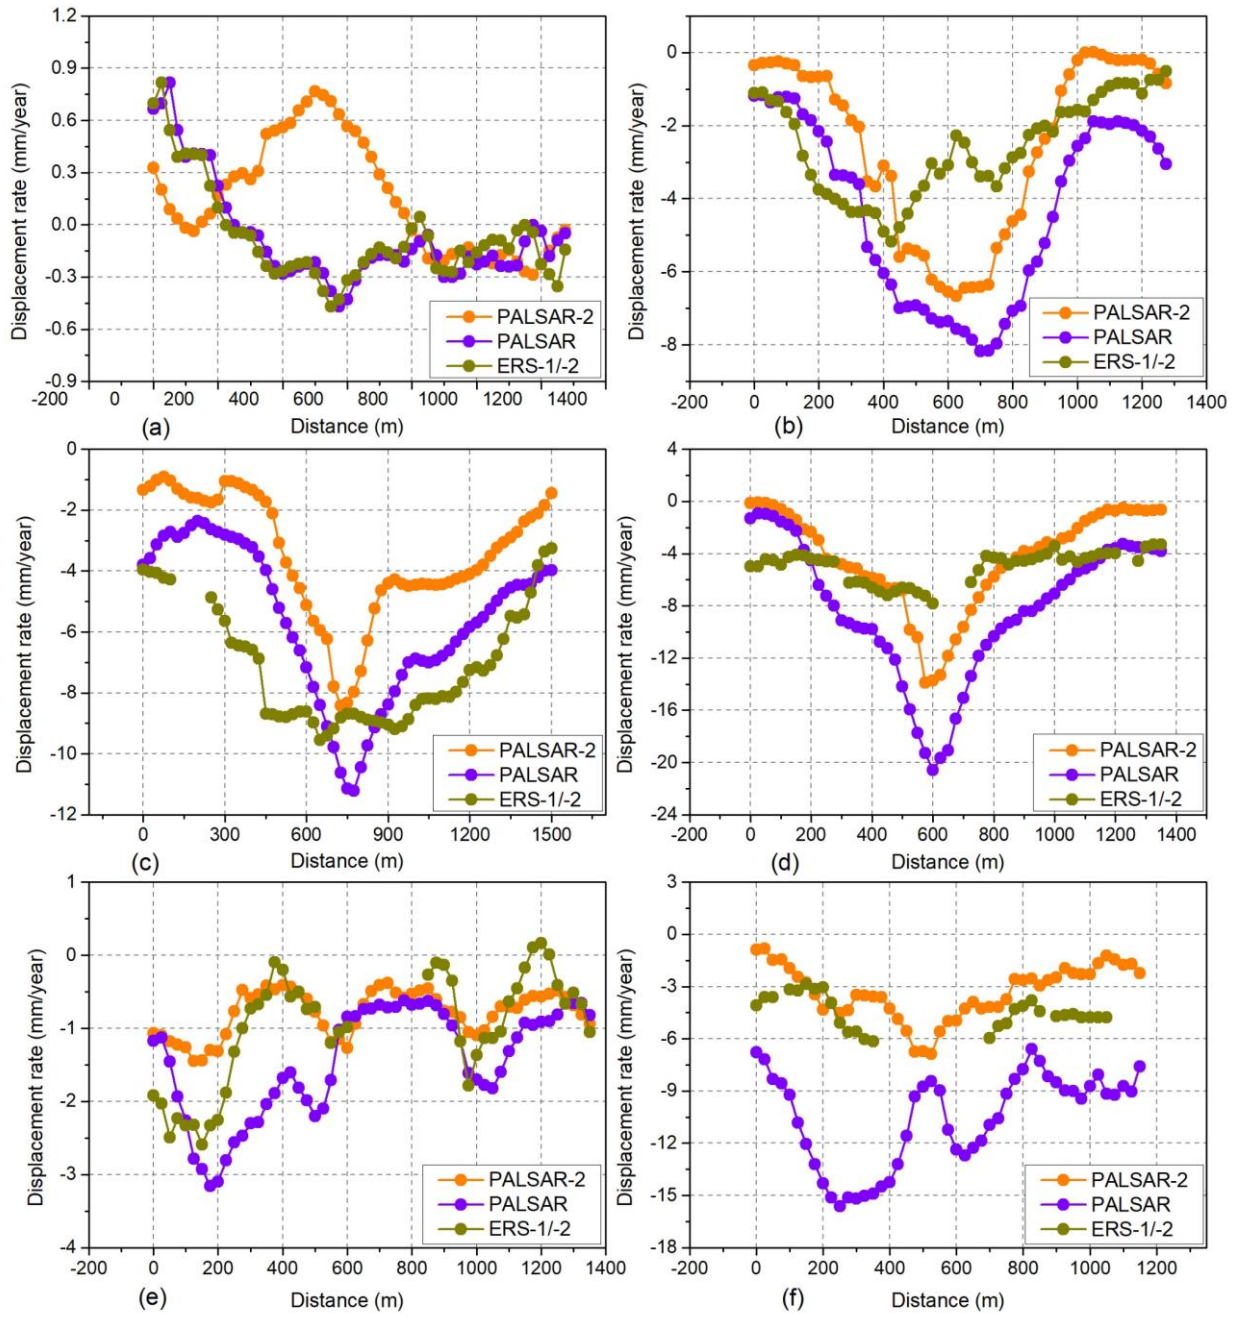 1.2
0.9
0.6
0.3
0.0
-0.3
-0.6
-0.9
Displacement rate (mm/year)
PALSAR-2
PALSAR
ERS-1/-2
-200 0 200 400 600 800 1000 1200 1400
(a)
Distance (m)
0
-2
-4
-6
-8
Displacement rate (mm/year)
PALSAR-2
PALSAR
ERS-1/-2
-200 0 200 400 600 800 1000 1200 1400
(b)
Distance (m)
0
-2
-4
-6
-8
-10
-12
Displacement rate (mm/year)
PALSAR-2
PALSAR
ERS-1/-2
0 300 600 900 1200 1500
(c)
Distance (m)
4
0
-4
-8
-12
-16
-20
-24
Displacement rate (mm/year)
PALSAR-2
PALSAR
ERS-1/-2
-200 0 200 400 600 800 1000 1200 1400
(d)
Distance (m)
1
0
-1
-2
-3
-4
Displacement rate (mm/year)
PALSAR-2
PALSAR
ERS-1/-2
-200 0 200 400 600 800 1000 1200 1400
(e)
Distance (m)
3
0
-3
-6
-9
-12
-15
-18
Displacement rate (mm/year)
PALSAR-2
PALSAR
ERS-1/-2
-200 0 200 400 600 800 1000 1200
(f)
Distance (m)